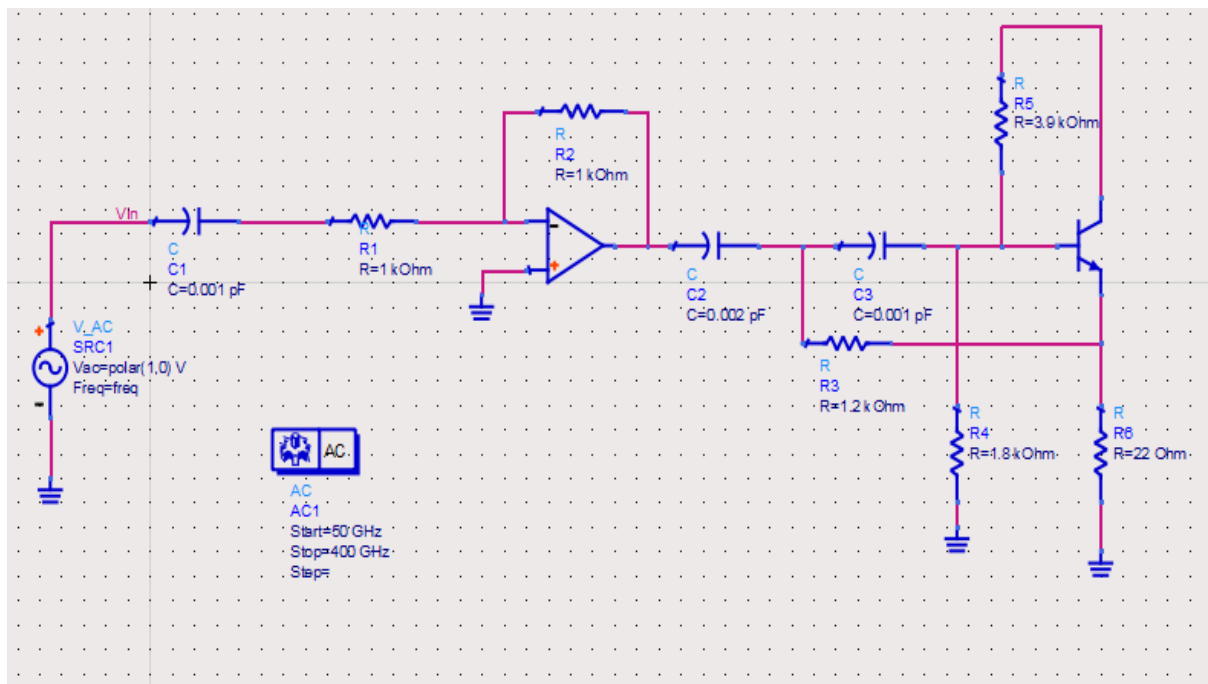 R
R5
R=3.9 kOhm
R
R2
R=1 kOhm
Vin
C
C1
C=0.001 pF
R
R1
R=1 kOhm
-
+
C
C2
C=0.002 pF
C
C3
C=0.001 pF
+
V_AC
SRC1
Vac=polar(1,0) V
Freq=freq
-
R
R3
R=1.2 kOhm
R
R4
R=1.8 kOhm
R
R6
R=22 Ohm
AC
AC
AC1
Start=50 GHz
Stop=400 GHz
Step=